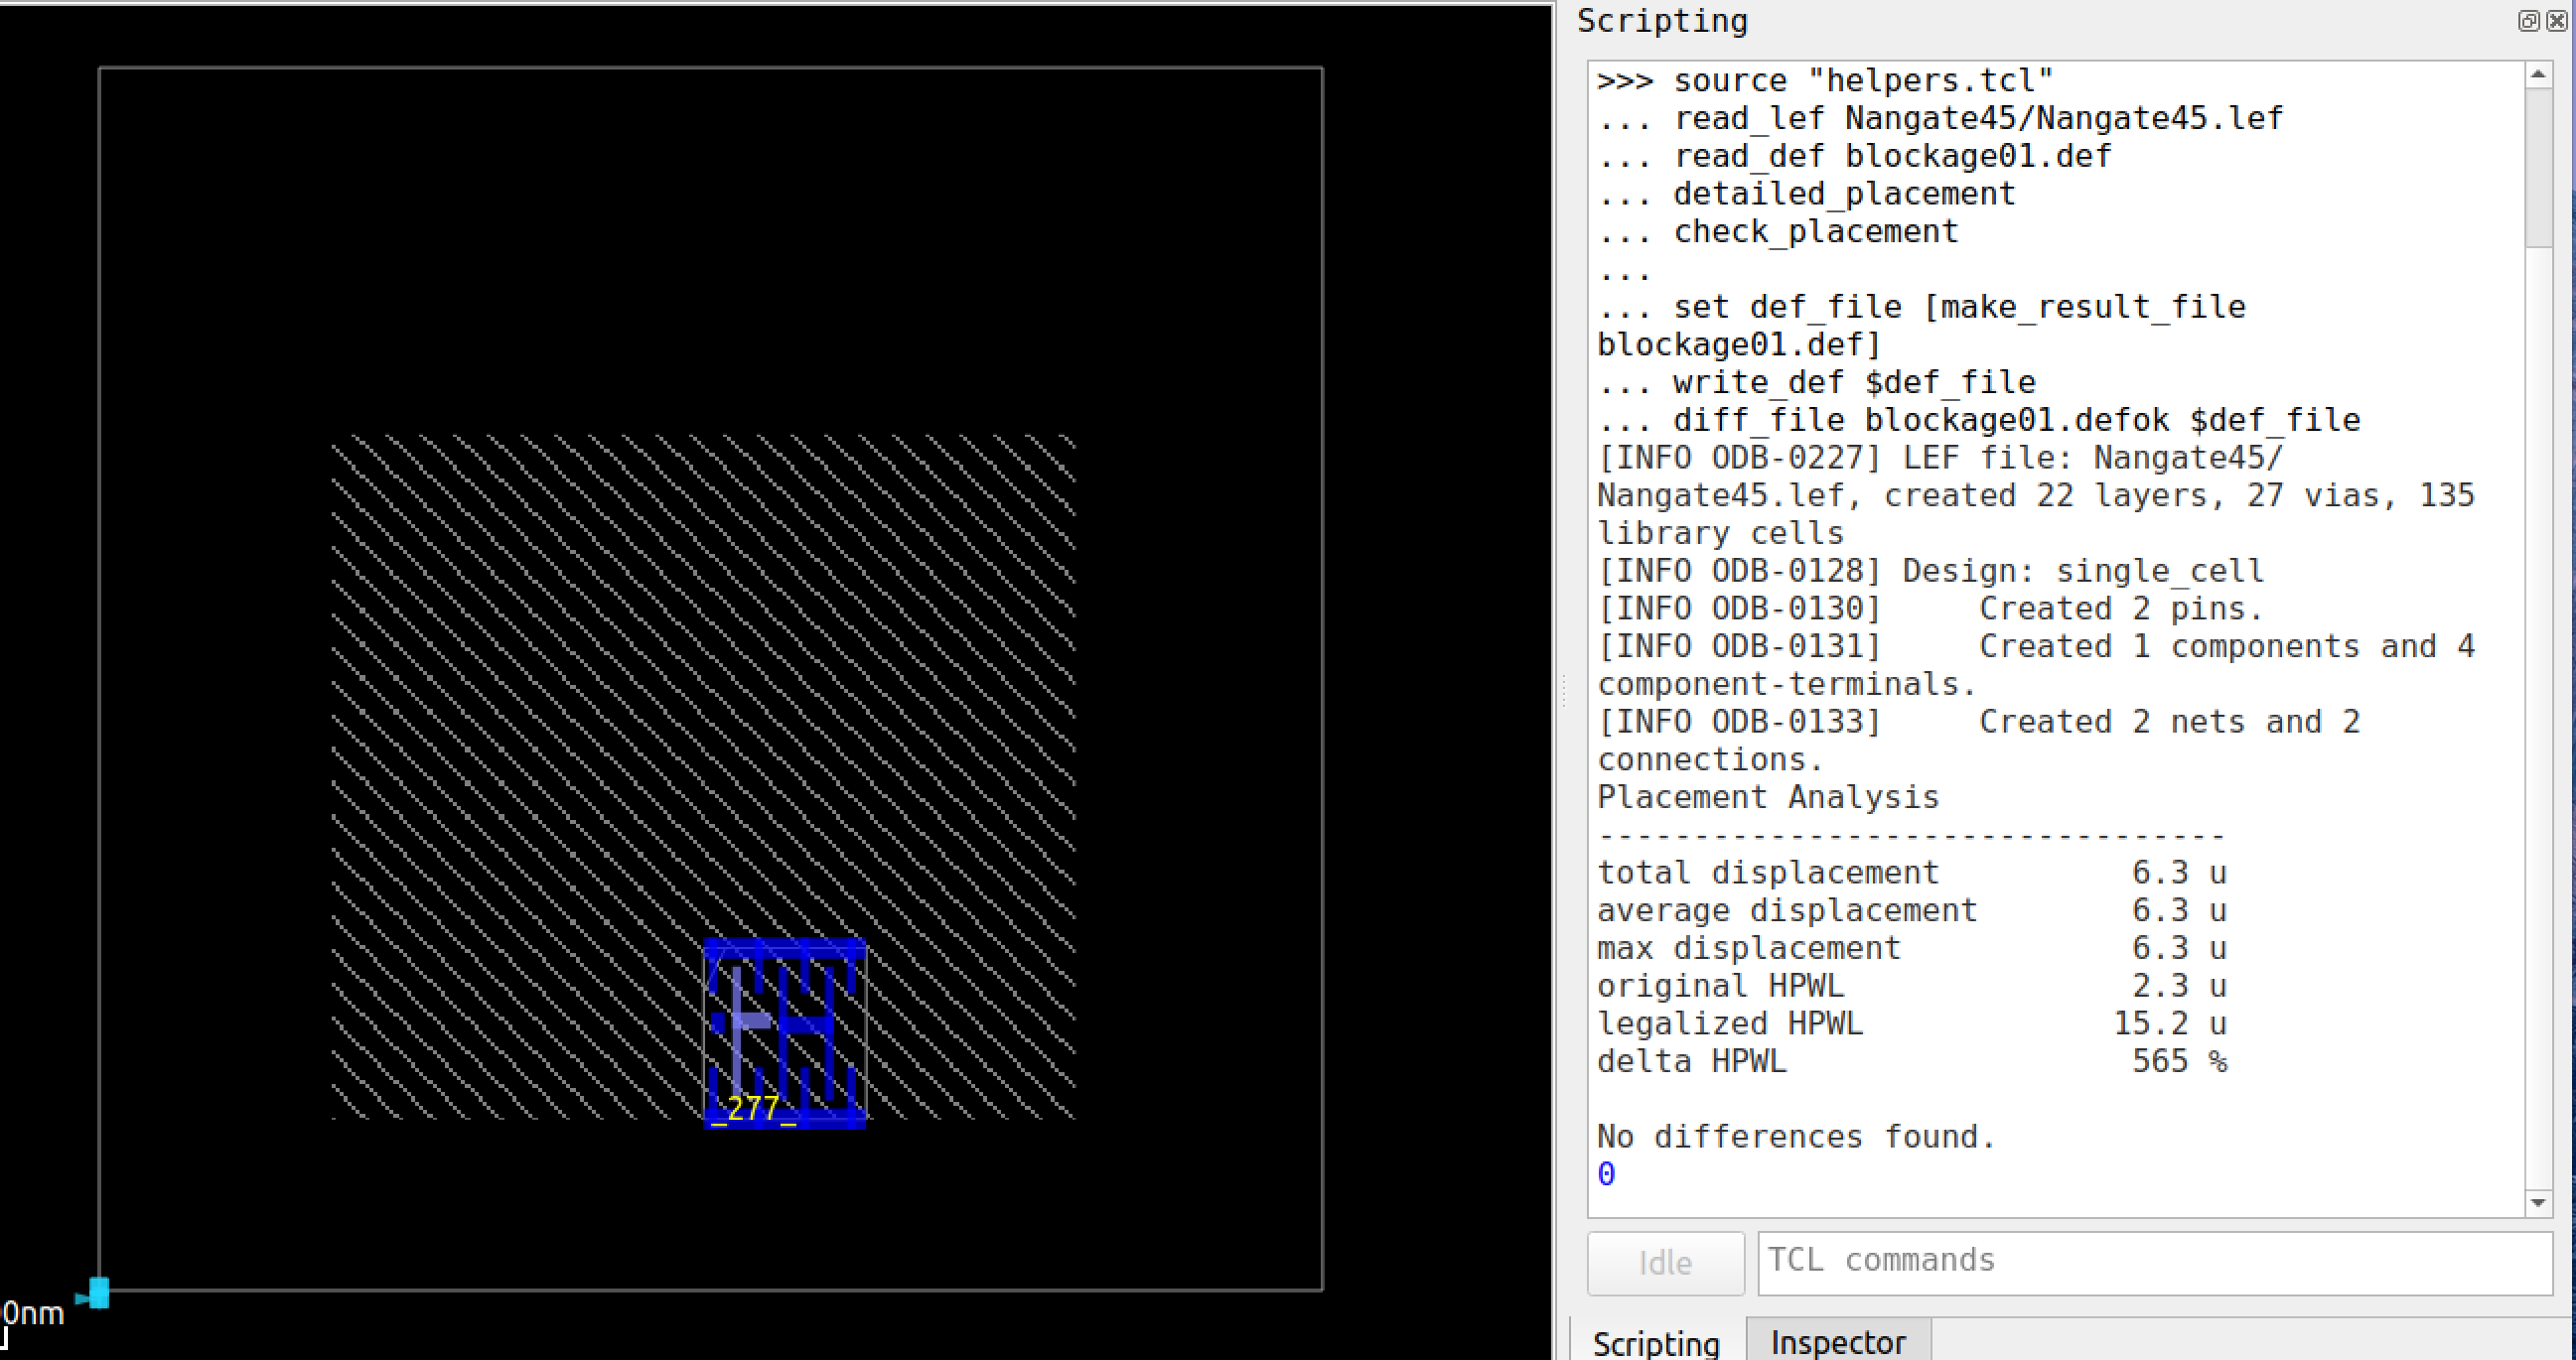 Scripting
>>> source "helpers.tcl"
... read_lef Nangate45/Nangate45.lef
... read_def blockage01.def
... detailed_placement
... check_placement
...
... set def_file [make_result_file
blockage01.def]
... write_def $def_file
... diff_file blockage01.defok $def_file
[INFO ODB-0227] LEF file: Nangate45/
Nangate45.lef, created 22 layers, 27 vias, 135
library cells
[INFO ODB-0128] Design: single_cell
[INFO ODB-0130]     Created 2 pins.
[INFO ODB-0131]     Created 1 components and 4
component-terminals.
[INFO ODB-0133]     Created 2 nets and 2
connections.
Placement Analysis
---------------------------------
total displacement          6.3 u
average displacement        6.3 u
max displacement            6.3 u
original HPWL               2.3 u
legalized HPWL             15.2 u
delta HPWL                  565 %
No differences found.
0
Idle
TCL commands
Scripting
Inspector
_277_
0nm